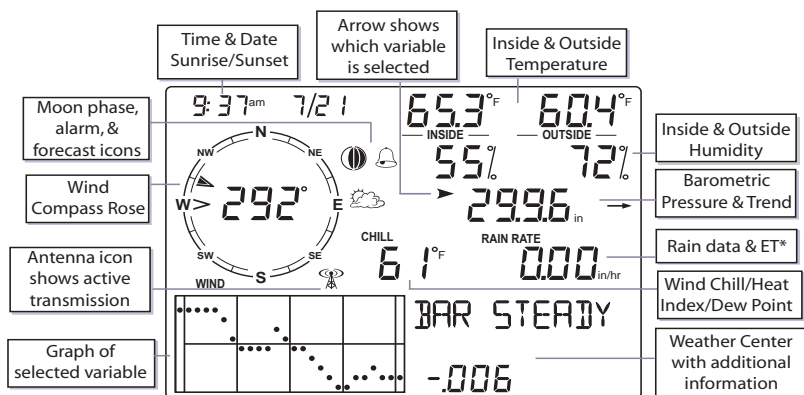 Time & Date
Sunrise/Sunset
Arrow shows
which variable
is selected
Inside & Outside
Temperature
Moon phase,
alarm, &
forecast icons
Wind
Compass Rose
Antenna icon
shows active
transmission
Graph of
selected variable
9:37am 7/21
N
NE
E
SE
S
SW
W
NW
292°
WIND
65.3°F
INSIDE
55%
60.4°F
OUTSIDE
72%
29.96 in
CHILL
61°F
RAIN RATE
0.00 in/hr
BAR STEADY
-.006
Inside & Outside
Humidity
Barometric
Pressure & Trend
Rain data & ET*
Wind Chill/Heat
Index/Dew Point
Weather Center
with additional
information